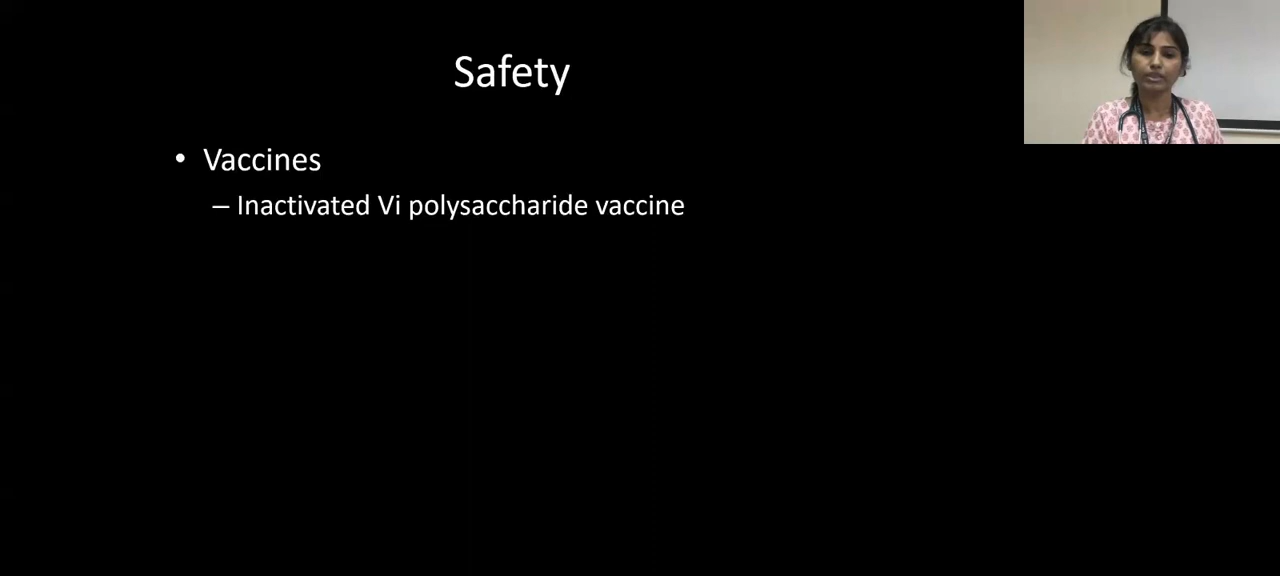 Safety
• Vaccines
– Inactivated Vi polysaccharide vaccine